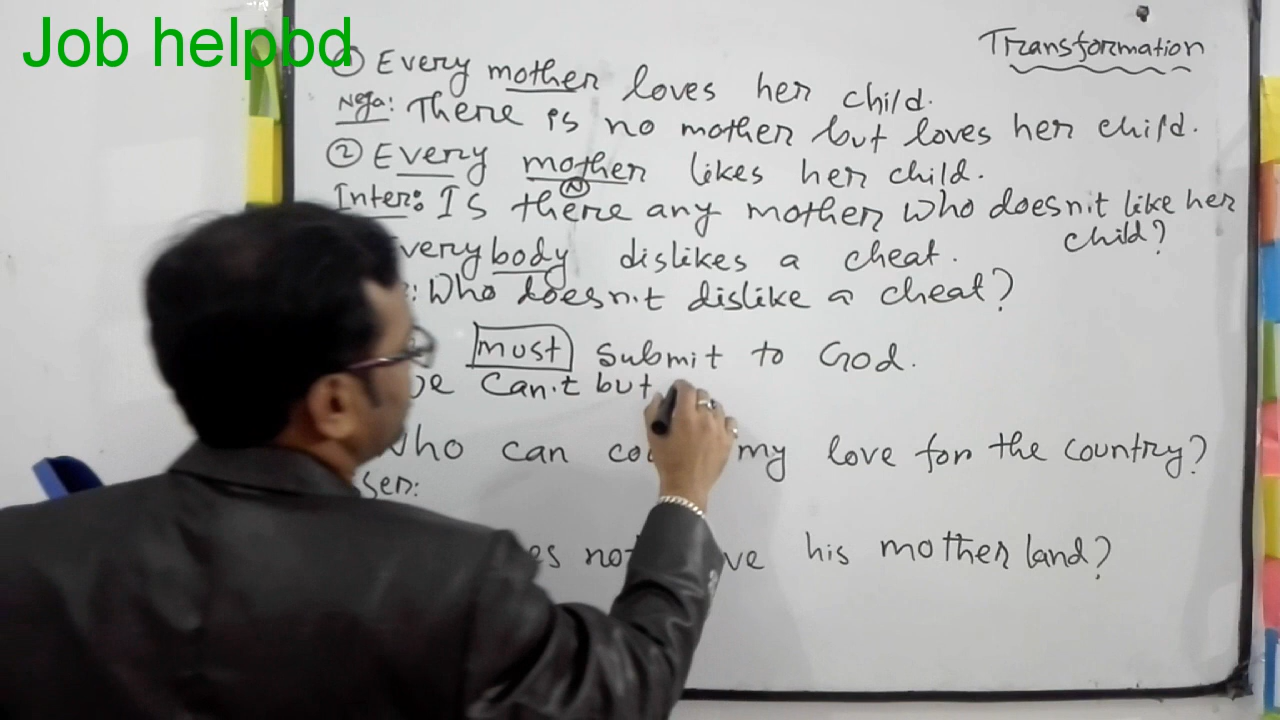 Job helpbd
Transformation
① Every mother loves her child.
Nega: There is no mother but loves her child.
② Every mother likes her child.
Inter: Is there any mother who doesn't like her
child?
verybody dislikes a cheat.
: Who doesn't dislike a cheat?
must submit to God.
can't but
who can my love for the country?
ser:
es not ve his mother land?